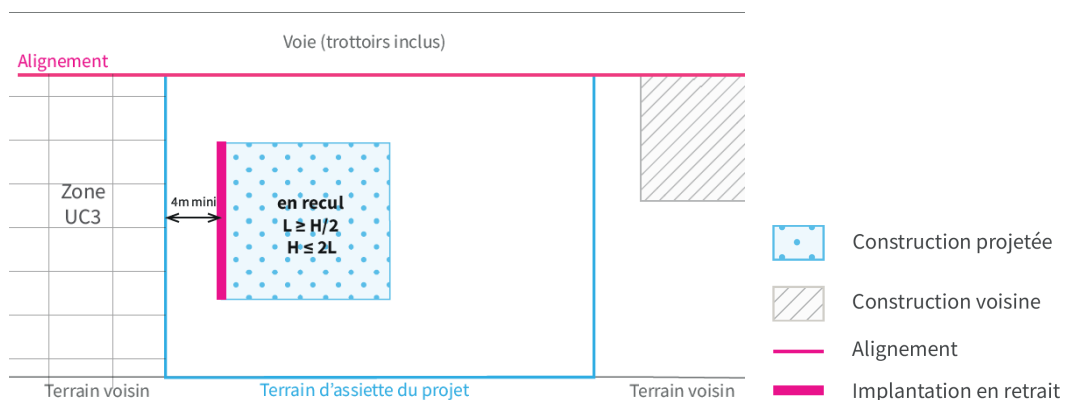 Voie (trottoirs inclus)
Alignement
Zone
UC3
4m mini
en recul
L ≥ H/2
H ≤ 2L
Terrain voisin
Terrain d'assiette du projet
Terrain voisin
Construction projetée
Construction voisine
Alignement
Implantation en retrait